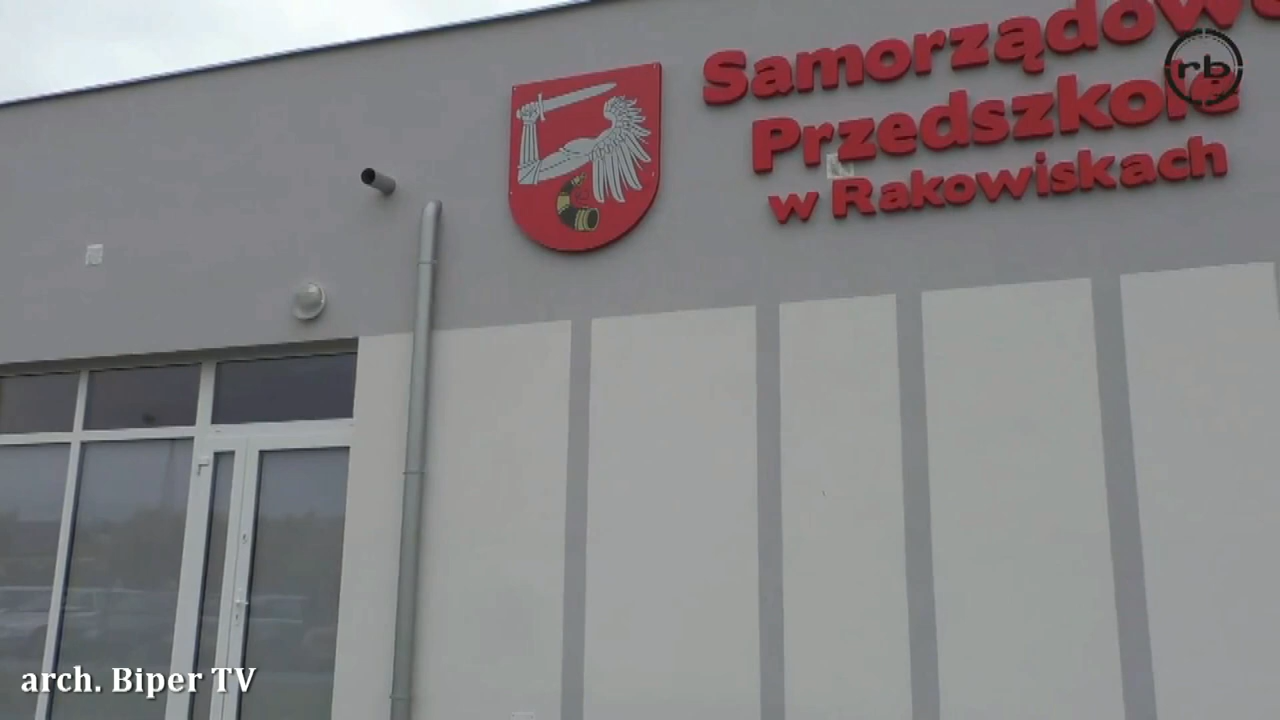 Samorządowe
Przedszkole
w Rakowiskach
rb
arch. Biper TV